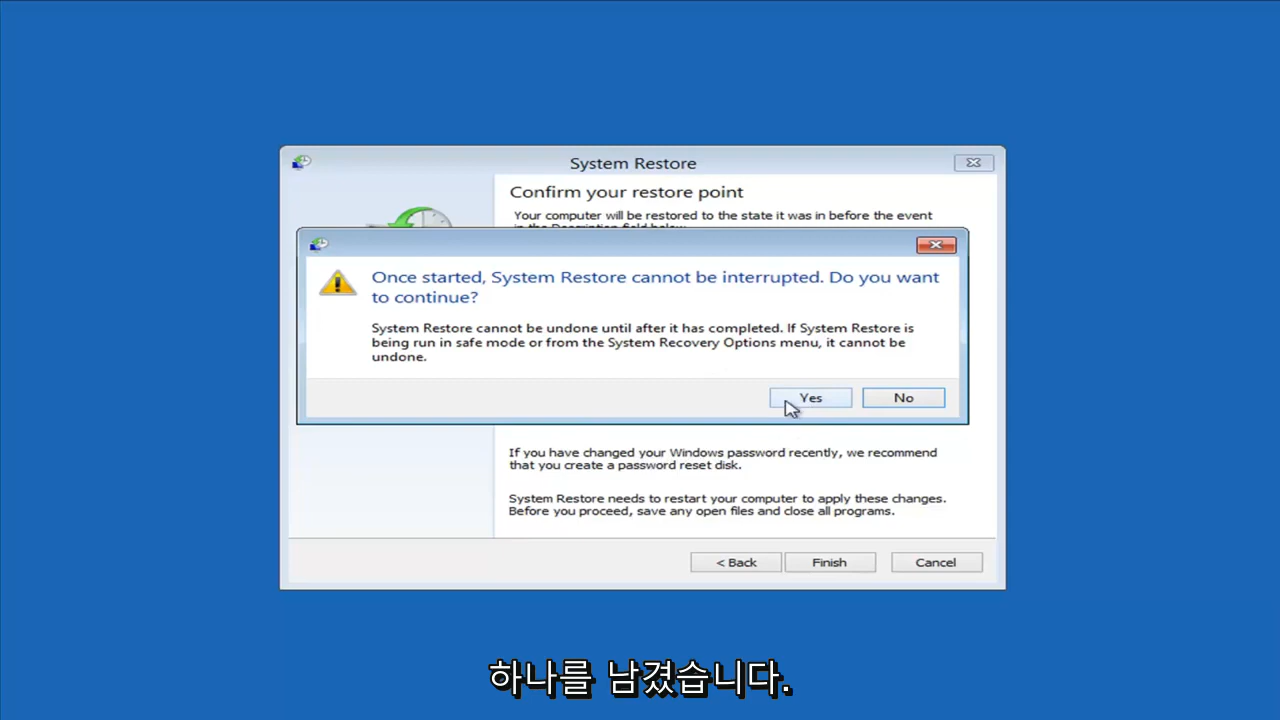 System Restore
Confirm your restore point
Your computer will be restored to the state it was in before the event
in the Description field below.
Once started, System Restore cannot be interrupted. Do you want
to continue?
System Restore cannot be undone until after it has completed. If System Restore is
being run in safe mode or from the System Recovery Options menu, it cannot be
undone.
Yes
No
If you have changed your Windows password recently, we recommend
that you create a password reset disk.
System Restore needs to restart your computer to apply these changes.
Before you proceed, save any open files and close all programs.
< Back
Finish
Cancel
하나를 남겼습니다.